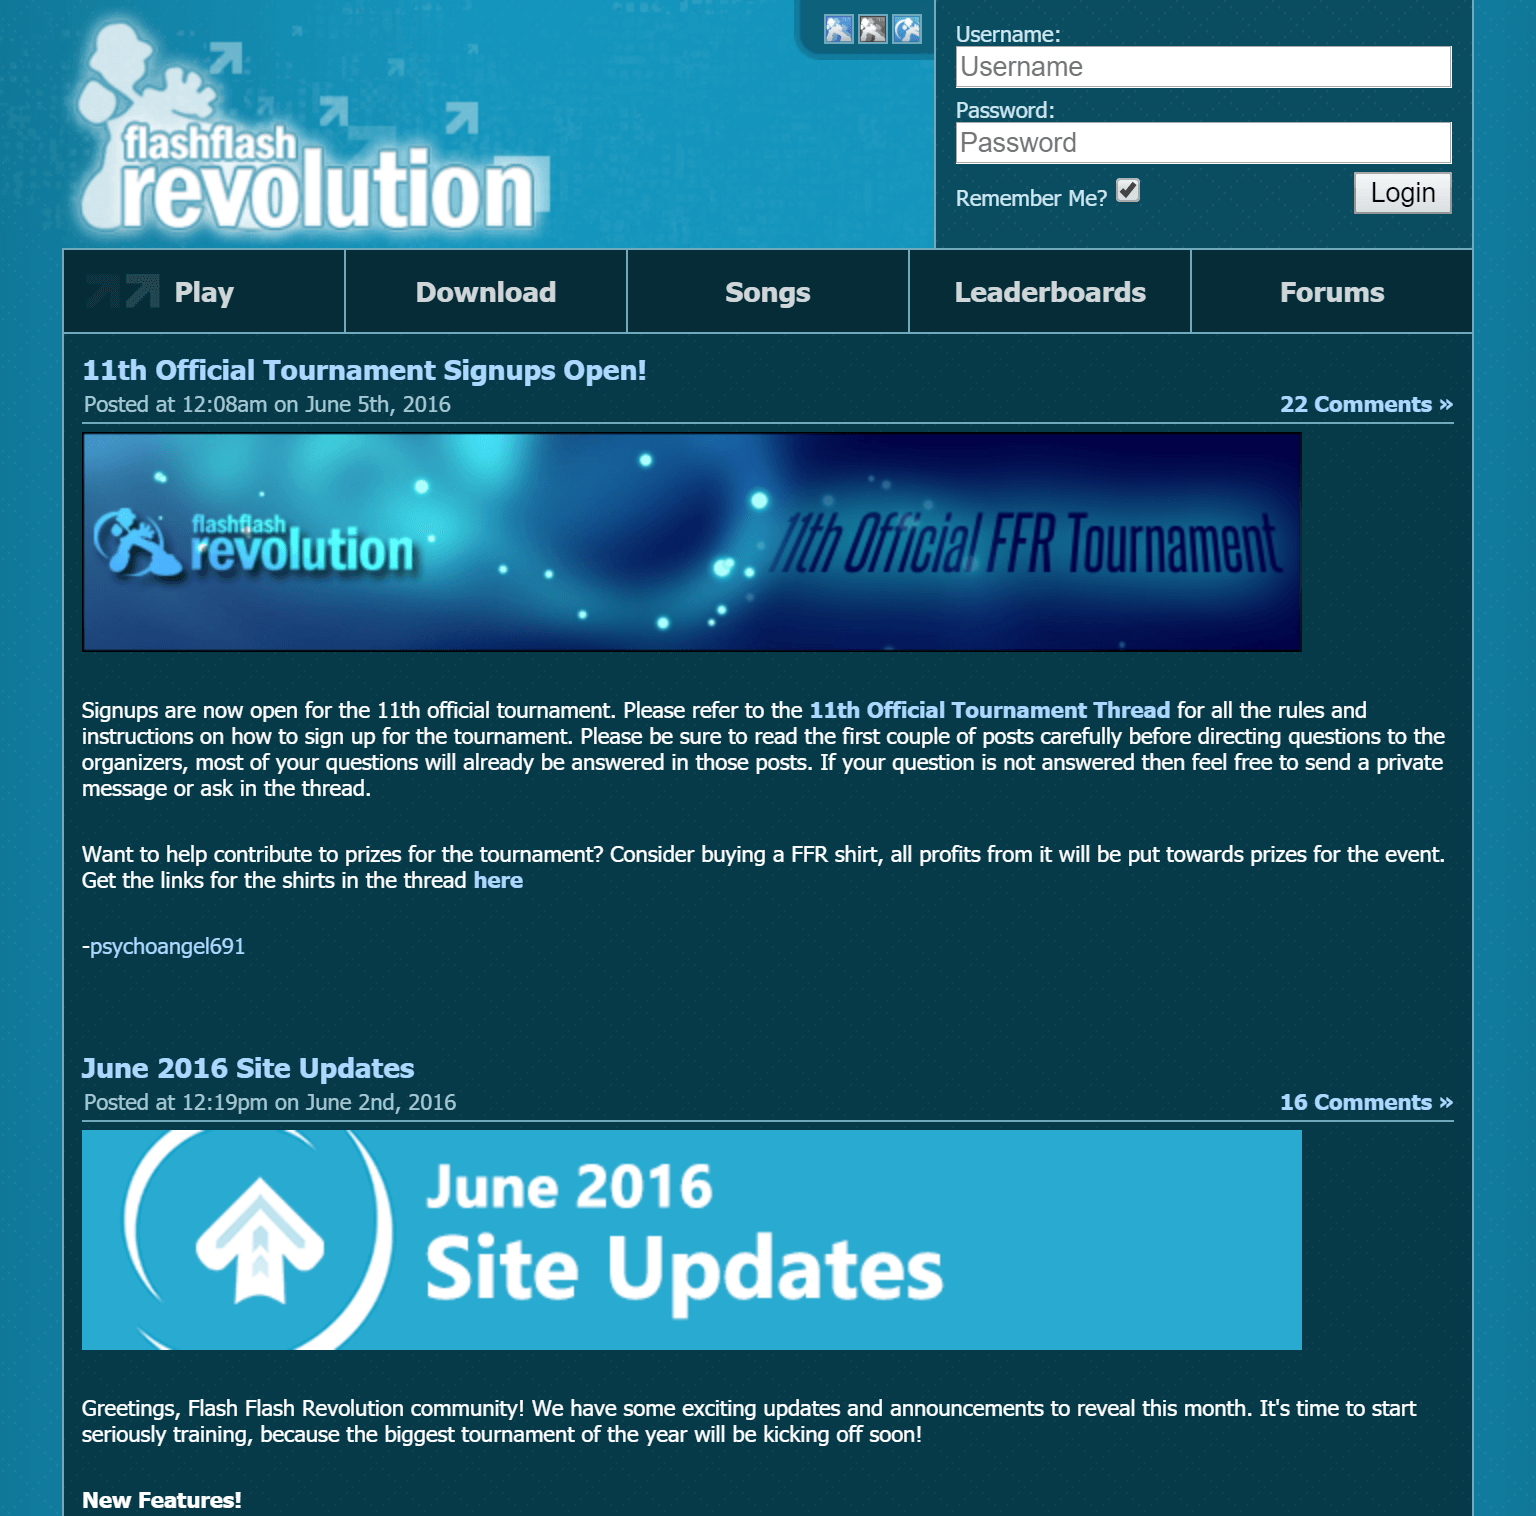 flashflash
revolution
Username:
Username
Password:
Password
Remember Me?
Login
Play
Download
Songs
Leaderboards
Forums
11th Official Tournament Signups Open!
Posted at 12:08am on June 5th, 2016
22 Comments »
flashflash
revolution
11th Official FFR Tournament
Signups are now open for the 11th official tournament. Please refer to the 11th Official Tournament Thread for all the rules and
instructions on how to sign up for the tournament. Please be sure to read the first couple of posts carefully before directing questions to the
organizers, most of your questions will already be answered in those posts. If your question is not answered then feel free to send a private
message or ask in the thread.
Want to help contribute to prizes for the tournament? Consider buying a FFR shirt, all profits from it will be put towards prizes for the event.
Get the links for the shirts in the thread here
-psychoangel691
June 2016 Site Updates
Posted at 12:19pm on June 2nd, 2016
16 Comments »
June 2016
Site Updates
Greetings, Flash Flash Revolution community! We have some exciting updates and announcements to reveal this month. It's time to start
seriously training, because the biggest tournament of the year will be kicking off soon!
New Features!